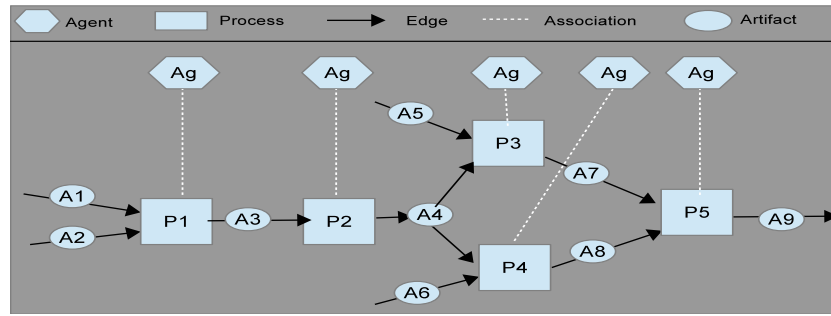 Agent Process Edge Association Artifact
Ag Ag Ag Ag Ag
A5
P3
A7
A1 P1 A3 P2 A4 P5 A9
A2
A8
P4
A6